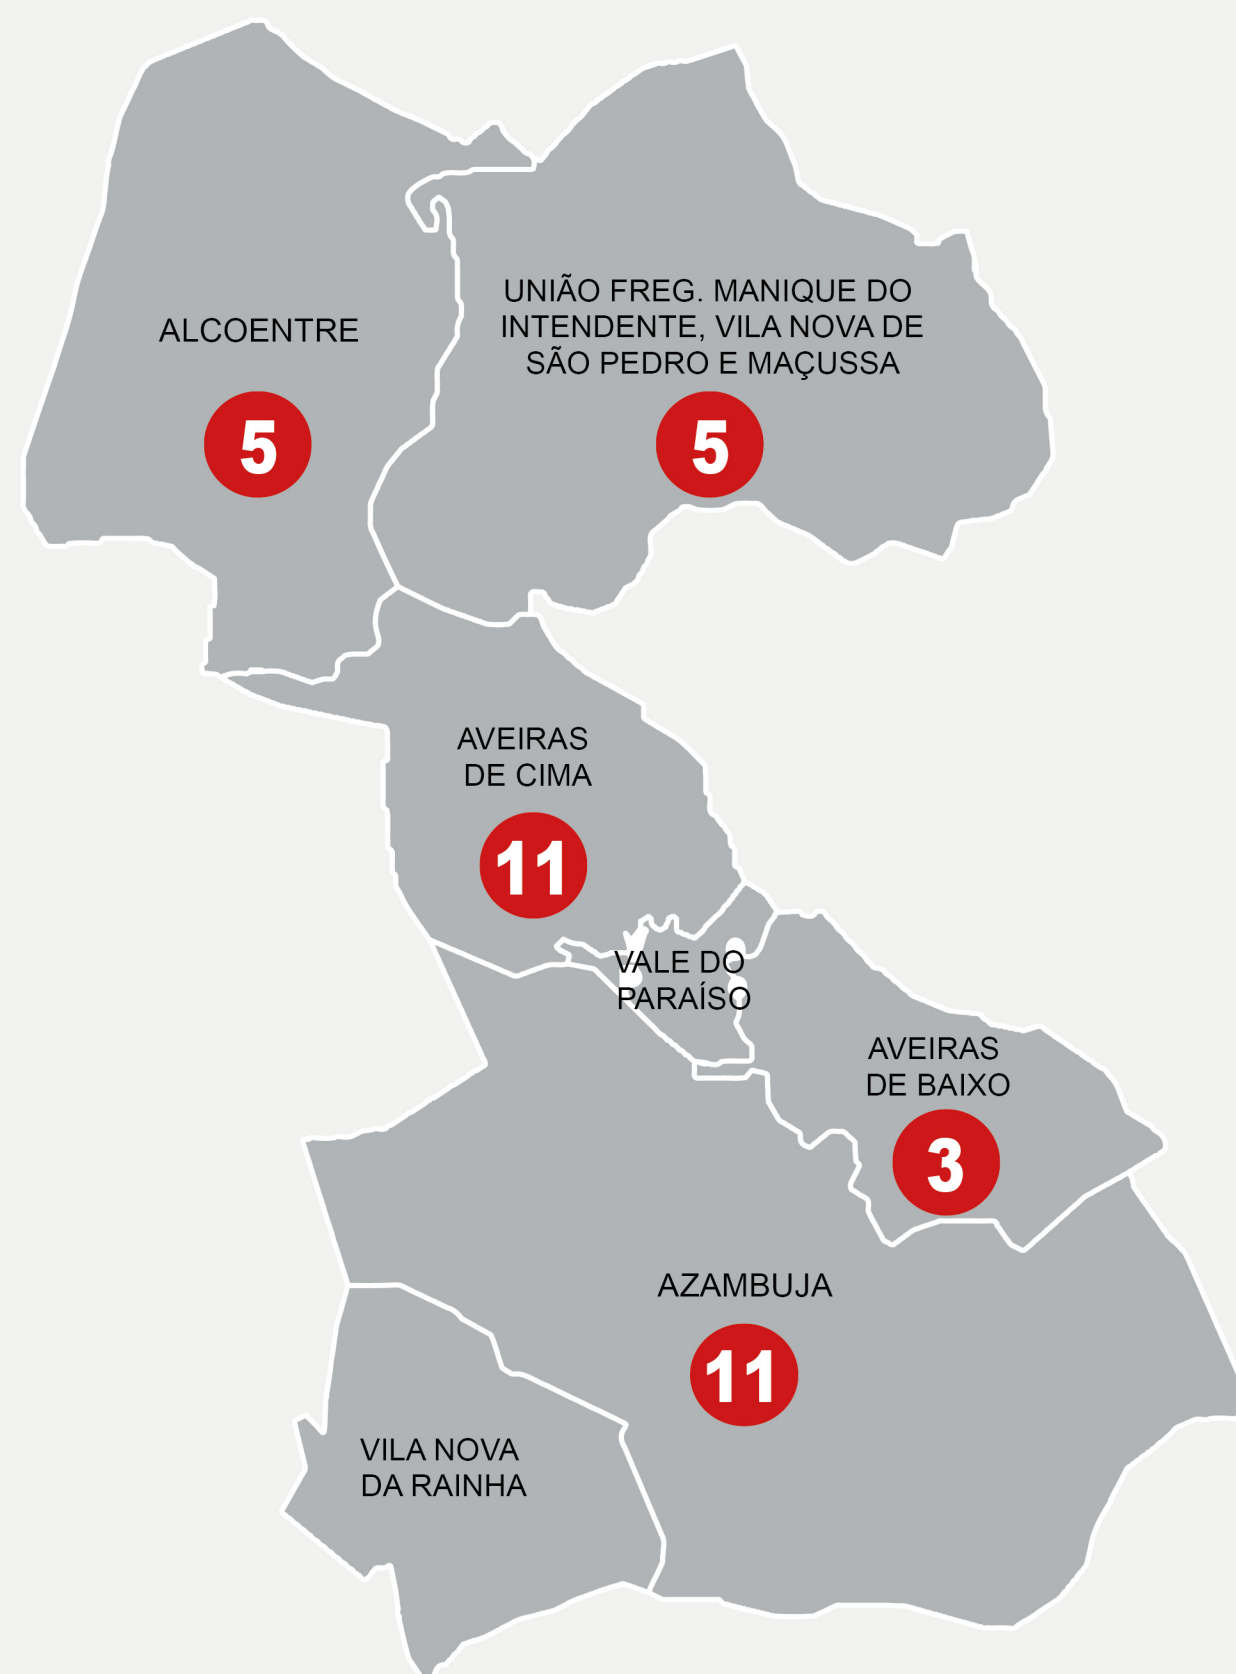 ALCOENTRE
5
UNIÃO FREG. MANIQUE DO
INTENDENTE, VILA NOVA DE
SÃO PEDRO E MAÇUSSA
5
AVEIRAS
DE CIMA
11
VALE DO
PARAÍSO
AVEIRAS
DE BAIXO
3
AZAMBUJA
11
VILA NOVA
DA RAINHA